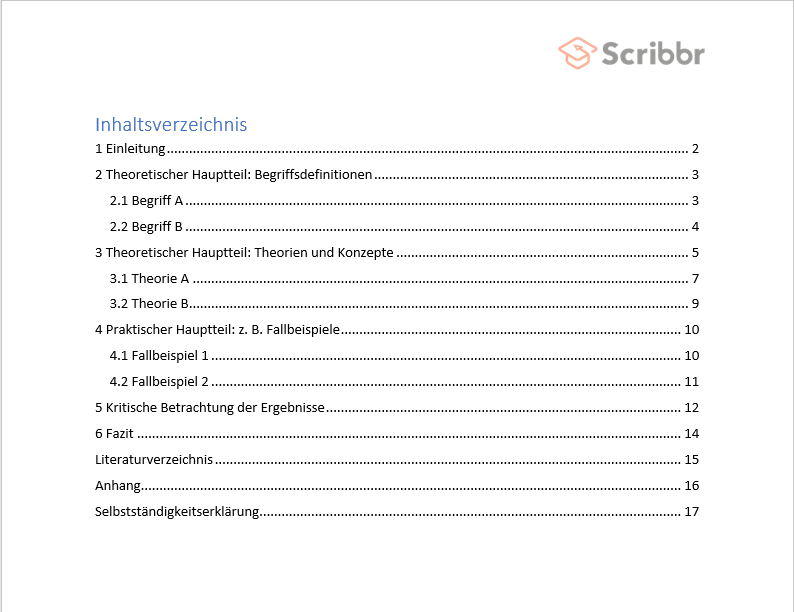 Scribbr
Inhaltsverzeichnis
1 Einleitung 2
2 Theoretischer Hauptteil: Begriffsdefinitionen 3
2.1 Begriff A 3
2.2 Begriff B 4
3 Theoretischer Hauptteil: Theorien und Konzepte 5
3.1 Theorie A 7
3.2 Theorie B 9
4 Praktischer Hauptteil: z. B. Fallbeispiele 10
4.1 Fallbeispiel 1 10
4.2 Fallbeispiel 2 11
5 Kritische Betrachtung der Ergebnisse 12
6 Fazit 14
Literaturverzeichnis 15
Anhang 16
Selbstständigkeitserklärung 17